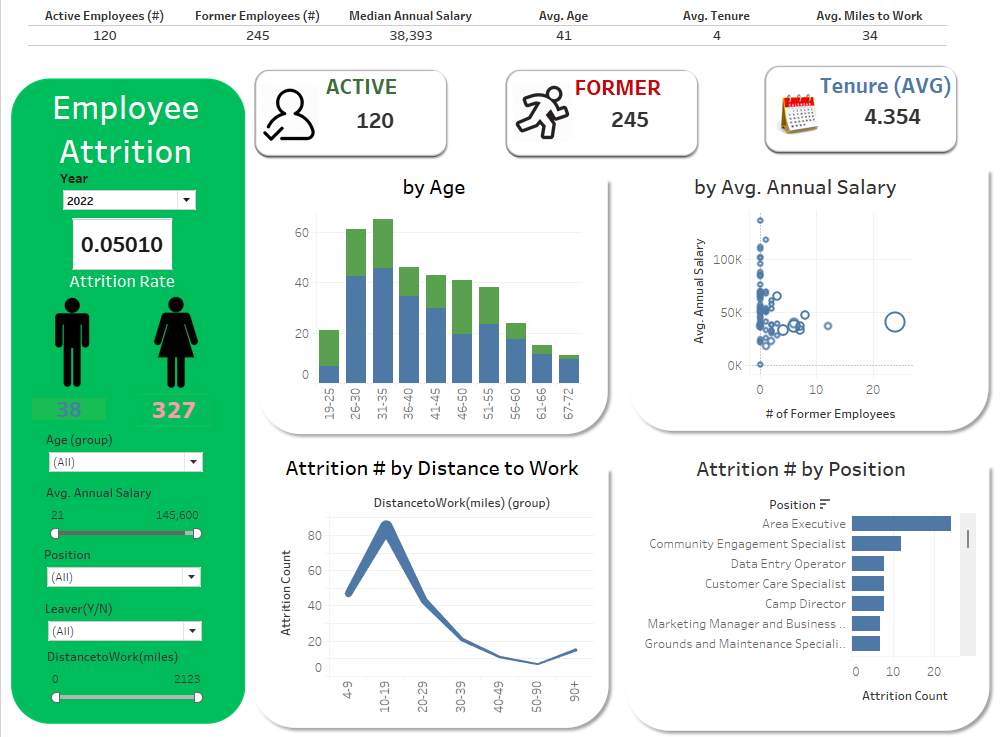 Active Employees (#) Former Employees (#) Median Annual Salary Avg. Age Avg. Tenure Avg. Miles to Work
120 245 38,393 41 4 34
Employee
Attrition
Year
2022
0.05010
Attrition Rate
38 327
Age (group)
(All)
Avg. Annual Salary
21 145,600
Position
(All)
Leaver(Y/N)
(All)
DistancetoWork(miles)
0 2123
ACTIVE
120
FORMER
245
Tenure (AVG)
4.354
by Age
60
40
20
0
19-25 26-30 31-35 36-40 41-45 46-50 51-55 56-60 61-66 67-72
by Avg. Annual Salary
Avg. Annual Salary
100K
50K
0K
0 10 20
# of Former Employees
Attrition # by Distance to Work
DistancetoWork(miles) (group)
Attrition Count
80
60
40
20
0
4-9 10-19 20-29 30-39 40-49 50-90 90+
Attrition # by Position
Position
Area Executive
Community Engagement Specialist
Data Entry Operator
Customer Care Specialist
Camp Director
Marketing Manager and Business ..
Grounds and Maintenance Speciali..
0 10 20
Attrition Count